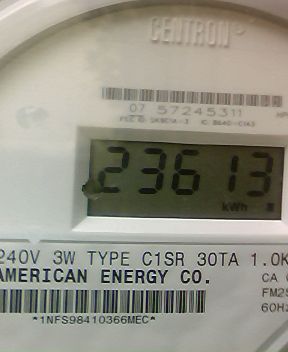 CENTRON
07 57245311
23613
kWh
240V 3W TYPE C1SR 30TA 1.0K
AMERICAN ENERGY CO.
CA
FM2S
60Hz
*1NFS98410366MEC*